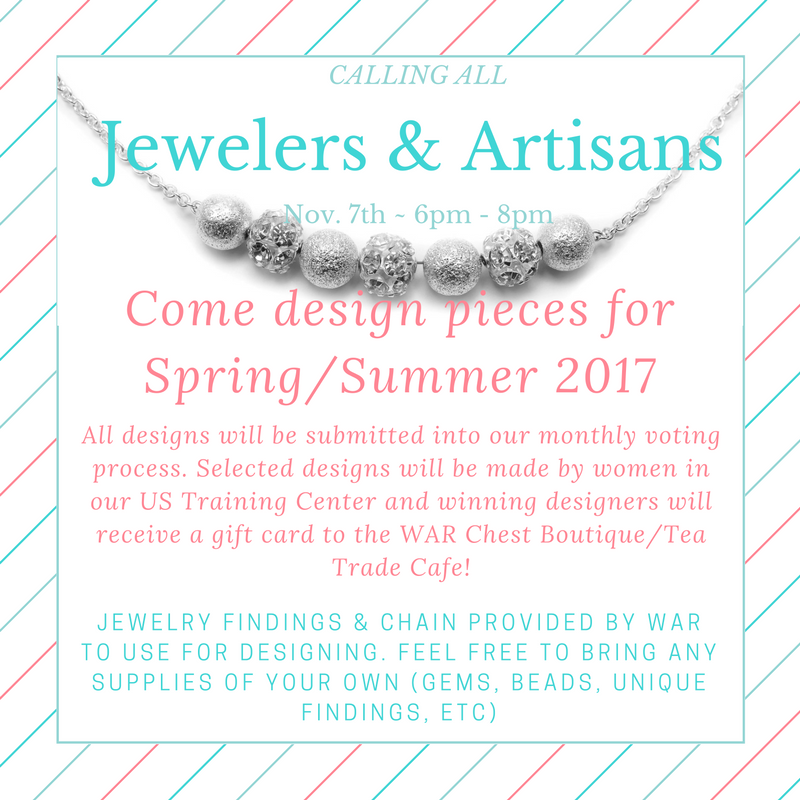 CALLING ALL
Jewelers & Artisans
Nov. 7th ~ 6pm - 8pm
Come design pieces for
Spring/Summer 2017
All designs will be submitted into our monthly voting
process. Selected designs will be made by women in
our US Training Center and winning designers will
receive a gift card to the WAR Chest Boutique/Tea
Trade Cafe!
JEWELRY FINDINGS & CHAIN PROVIDED BY WAR
TO USE FOR DESIGNING. FEEL FREE TO BRING ANY
SUPPLIES OF YOUR OWN (GEMS, BEADS, UNIQUE
FINDINGS, ETC)